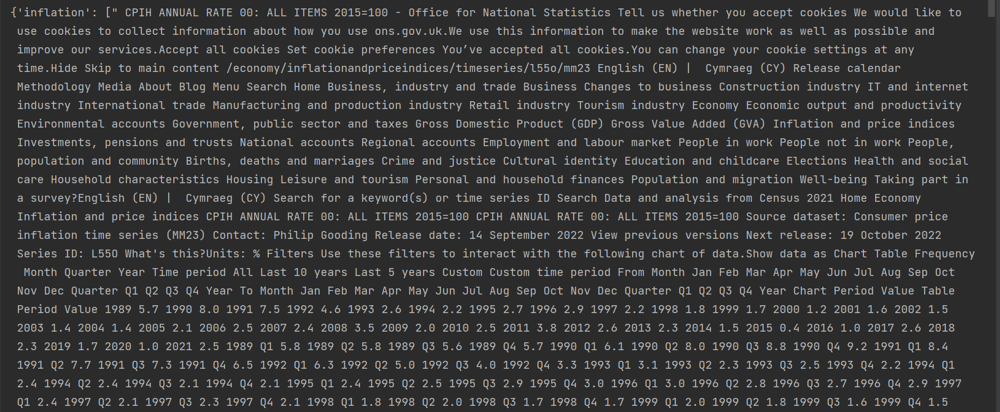 {'inflation': [" CPIH ANNUAL RATE 00: ALL ITEMS 2015=100 - Office for National Statistics Tell us whether you accept cookies We would like to
use cookies to collect information about how you use ons.gov.uk.We use this information to make the website work as well as possible and
improve our services.Accept all cookies Set cookie preferences You’ve accepted all cookies.You can change your cookie settings at any
time.Hide Skip to main content /economy/inflationandpriceindices/timeseries/l55o/mm23 English (EN) |  Cymraeg (CY) Release calendar
Methodology Media About Blog Menu Search Home Business, industry and trade Business Changes to business Construction industry IT and internet
industry International trade Manufacturing and production industry Retail industry Tourism industry Economy Economic output and productivity
Environmental accounts Government, public sector and taxes Gross Domestic Product (GDP) Gross Value Added (GVA) Inflation and price indices
Investments, pensions and trusts National accounts Regional accounts Employment and labour market People in work People not in work People,
population and community Births, deaths and marriages Crime and justice Cultural identity Education and childcare Elections Health and social
care Household characteristics Housing Leisure and tourism Personal and household finances Population and migration Well-being Taking part in
a survey?English (EN) |  Cymraeg (CY) Search for a keyword(s) or time series ID Search Data and analysis from Census 2021 Home Economy
Inflation and price indices CPIH ANNUAL RATE 00: ALL ITEMS 2015=100 CPIH ANNUAL RATE 00: ALL ITEMS 2015=100 Source dataset: Consumer price
inflation time series (MM23) Contact: Philip Gooding Release date: 14 September 2022 View previous versions Next release: 19 October 2022
Series ID: L55O What's this?Units: % Filters Use these filters to interact with the following chart of data.Show data as Chart Table Frequency
Month Quarter Year Time period All Last 10 years Last 5 years Custom Custom time period From Month Jan Feb Mar Apr May Jun Jul Aug Sep Oct
Nov Dec Quarter Q1 Q2 Q3 Q4 Year To Month Jan Feb Mar Apr May Jun Jul Aug Sep Oct Nov Dec Quarter Q1 Q2 Q3 Q4 Year Chart Period Value Table
Period Value 1989 5.7 1990 8.0 1991 7.5 1992 4.6 1993 2.6 1994 2.2 1995 2.7 1996 2.9 1997 2.2 1998 1.8 1999 1.7 2000 1.2 2001 1.6 2002 1.5
2003 1.4 2004 1.4 2005 2.1 2006 2.5 2007 2.4 2008 3.5 2009 2.0 2010 2.5 2011 3.8 2012 2.6 2013 2.3 2014 1.5 2015 0.4 2016 1.0 2017 2.6 2018
2.3 2019 1.7 2020 1.0 2021 2.5 1989 Q1 5.8 1989 Q2 5.8 1989 Q3 5.6 1989 Q4 5.7 1990 Q1 6.1 1990 Q2 8.0 1990 Q3 8.8 1990 Q4 9.2 1991 Q1 8.4
1991 Q2 7.7 1991 Q3 7.3 1991 Q4 6.5 1992 Q1 6.3 1992 Q2 5.0 1992 Q3 4.0 1992 Q4 3.3 1993 Q1 3.1 1993 Q2 2.3 1993 Q3 2.5 1993 Q4 2.2 1994 Q1
2.4 1994 Q2 2.4 1994 Q3 2.1 1994 Q4 2.1 1995 Q1 2.4 1995 Q2 2.5 1995 Q3 2.9 1995 Q4 3.0 1996 Q1 3.0 1996 Q2 2.8 1996 Q3 2.7 1996 Q4 2.9 1997
Q1 2.4 1997 Q2 2.1 1997 Q3 2.3 1997 Q4 2.1 1998 Q1 1.8 1998 Q2 2.0 1998 Q3 1.7 1998 Q4 1.7 1999 Q1 2.0 1999 Q2 1.8 1999 Q3 1.6 1999 Q4 1.5